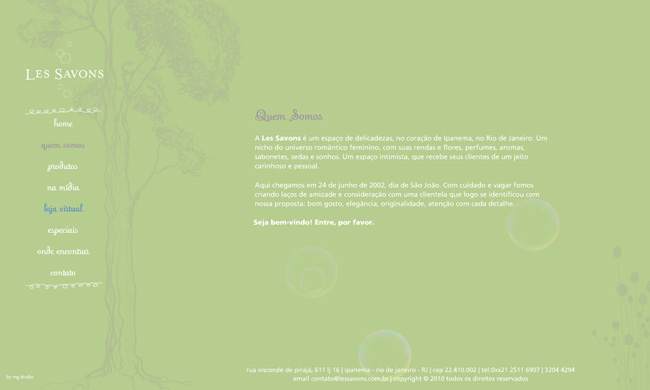 LES SAVONS
home
quem somos
produtos
na mídia
loja virtual
especiais
onde encontrar
contato
Quem Somos
A Les Savons é um espaço de delicadezas, no coração de Ipanema, no Rio de Janeiro. Um
nicho do universo romântico feminino, com suas rendas e flores, perfumes, aromas,
sabonetes, sedas e sonhos. Um espaço intimista, que recebe seus clientes de um jeito
carinhoso e pessoal.
Aqui chegamos em 24 de junho de 2002, dia de São João. Com cuidado e vagar fomos
criando laços de amizade e consideração com uma clientela que logo se identificou com
nossa proposta: bom gosto, elegância, originalidade, atenção com cada detalhe.
Seja bem-vindo! Entre, por favor.
rua visconde de pirajá, 611 lj 16 | ipanema - rio de janeiro - RJ | cep 22.410.002 | tel:0xx21 2511 6907 | 3204 4294
email contato@lessavons.com.br | copyright © 2010 todos os direitos reservados